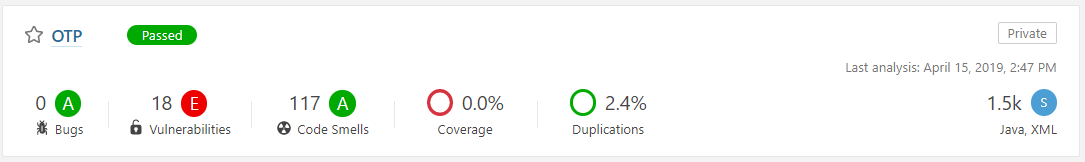 OTP Passed Private
Last analysis: April 15, 2019, 2:47 PM
0 A 18 E 117 A 0.0% 2.4% 1.5k S
Bugs Vulnerabilities Code Smells Coverage Duplications Java, XML